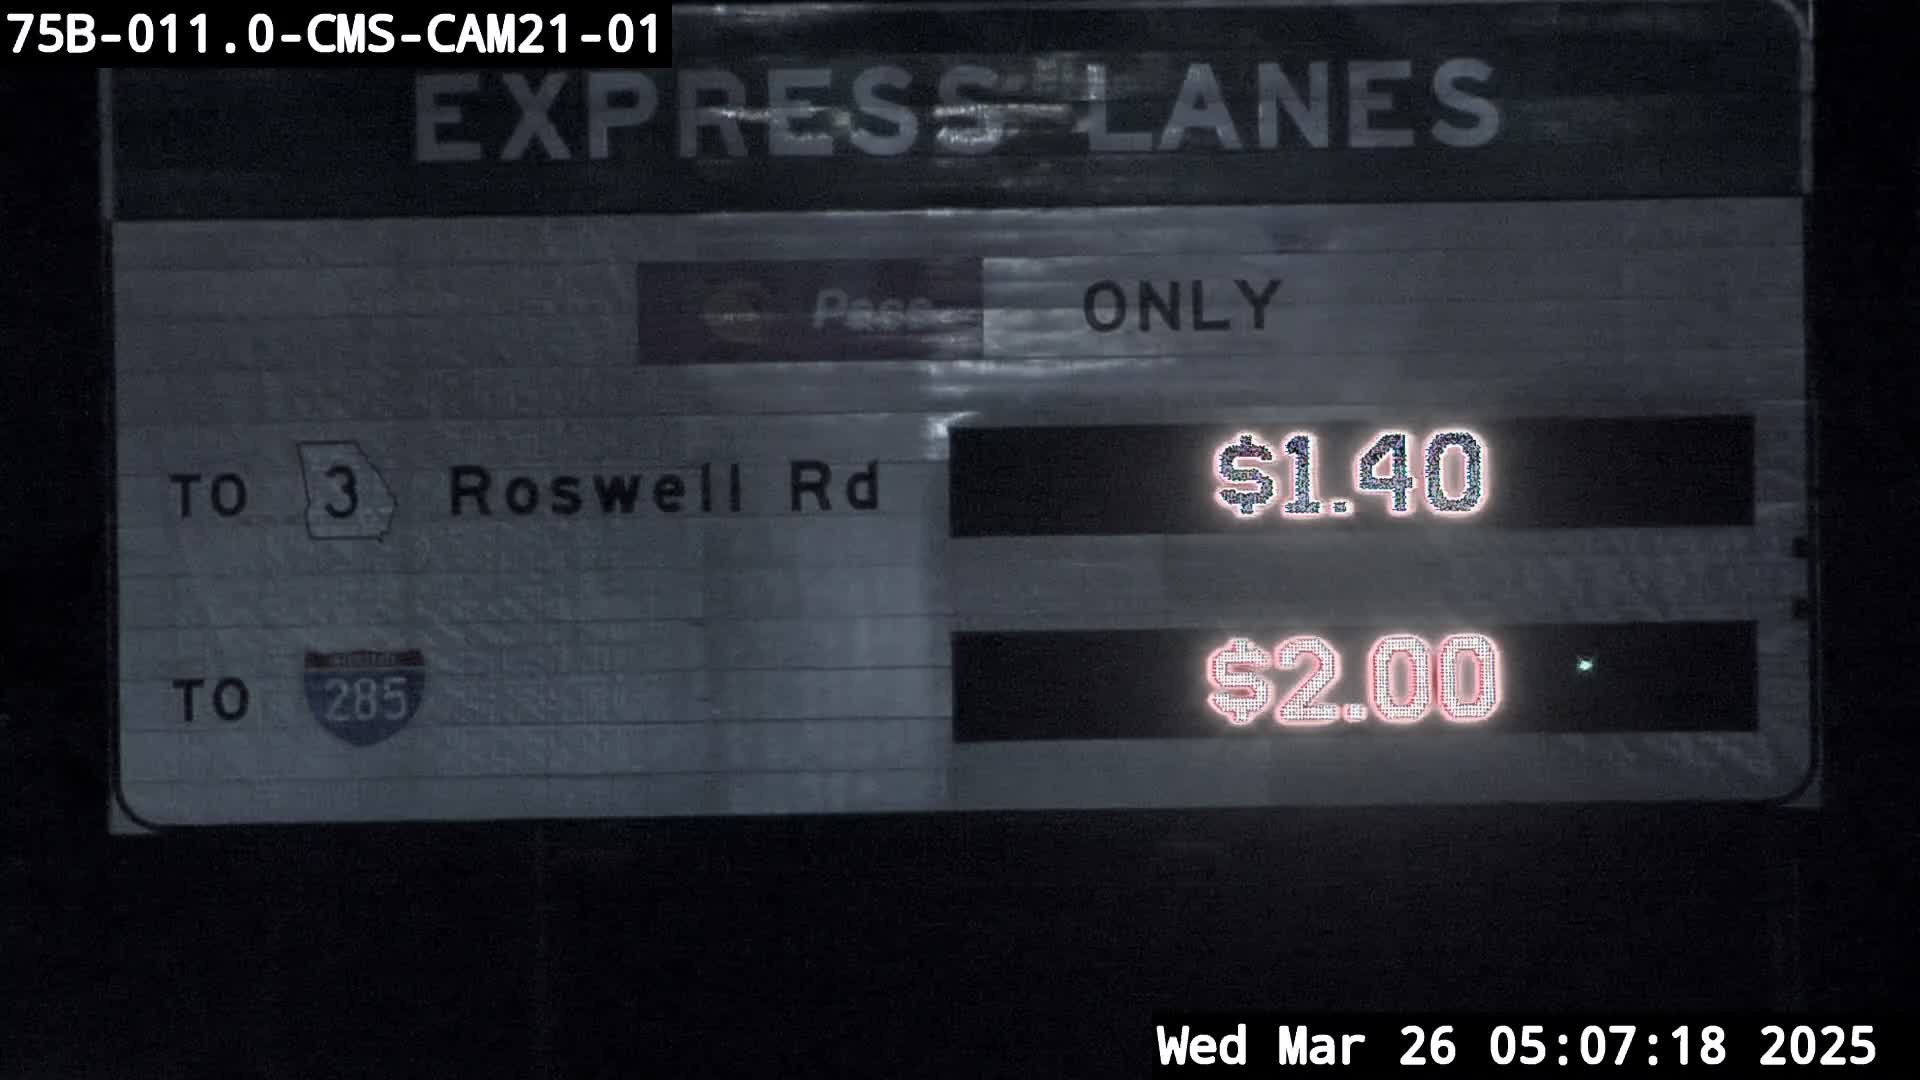 75B-011.0-CMS-CAM21-01
EXPRESS LANES
Pass ONLY
TO 3 Roswell Rd $1.40
TO 285 $2.00
Wed Mar 26 05:07:18 2025